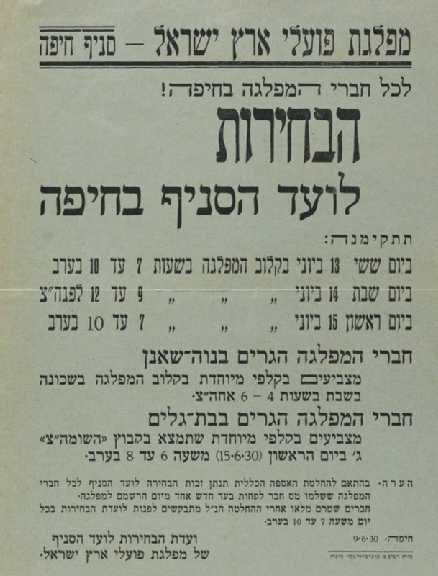 מפלגת פועלי ארץ ישראל — סניף חיפה
לכל חברי המפלגה בחיפה!
הבחירות
לועד הסניף בחיפה
תתקימנה:
ביום ששי 13 ביוני בקלוב המפלגה בשעות 7 עד 10 בערב
ביום שבת 14 ביוני „ „ „ 9 עד 12 לפנה״צ
ביום ראשון 15 ביוני „ „ „ 7 עד 10 בערב
חברי המפלגה הגרים בנוה־שאנן
מצביעים בקלפי מיוחדת בקלוב המפלגה בשכונה
בשבת בשעות 4 – 6 אחה״צ.
חברי המפלגה הגרים בבת־גלים
מצביעים בקלפי מיוחדת שתמצא בקבוץ «השומה״צ»
ג׳ ביום הראשון (15.6.30) משעה 6 עד 8 בערב.
הערה. בהתאם להחלטת האספה הכללית תנתן זכות הבחירה לועד הסניף לכל חברי
המפלגה ששלמו מס חבר לפחות בעד חדש אחד מיום הרשמם למפלגה.
חברים שטרם מלאו אחרי ההחלטה הנ״ל מתבקשים לפנות לועדת הבחירות בכל
יום משעה 7 עד 10 בערב.
חיפה, 9.6.30
ועדת הבחירות לועד הסניף
של מפלגת פועלי ארץ ישראל.